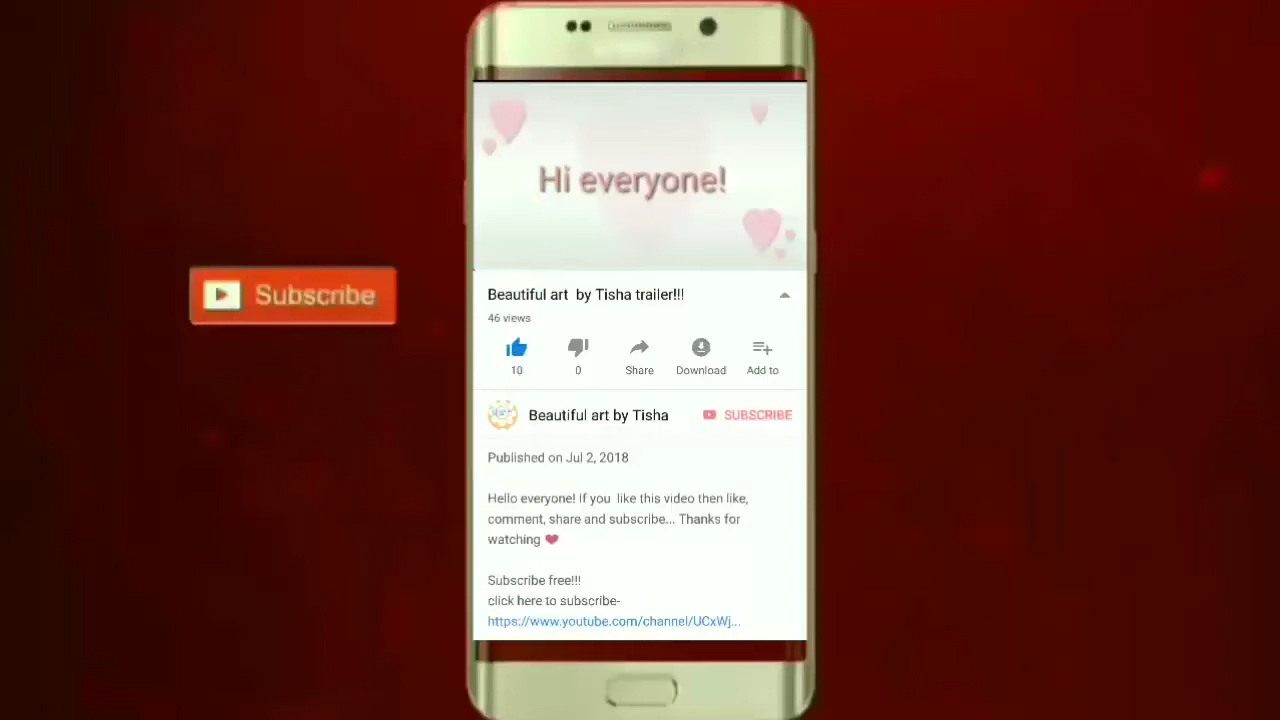 Hi everyone!
Subscribe
Beautiful art by Tisha trailer!!!
46 views
10
0
Share
Download
Add to
Beautiful art by Tisha
SUBSCRIBE
Published on Jul 2, 2018
Hello everyone! If you like this video then like,
comment, share and subscribe... Thanks for
watching ❤
Subscribe free!!!
click here to subscribe-
https://www.youtube.com/channel/UCxWj...